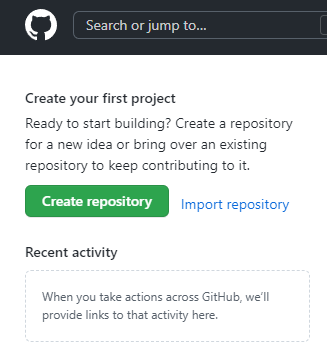 Search or jump to...
Create your first project
Ready to start building? Create a repository
for a new idea or bring over an existing
repository to keep contributing to it.
Create repository Import repository
Recent activity
When you take actions across GitHub, we'll
provide links to that activity here.